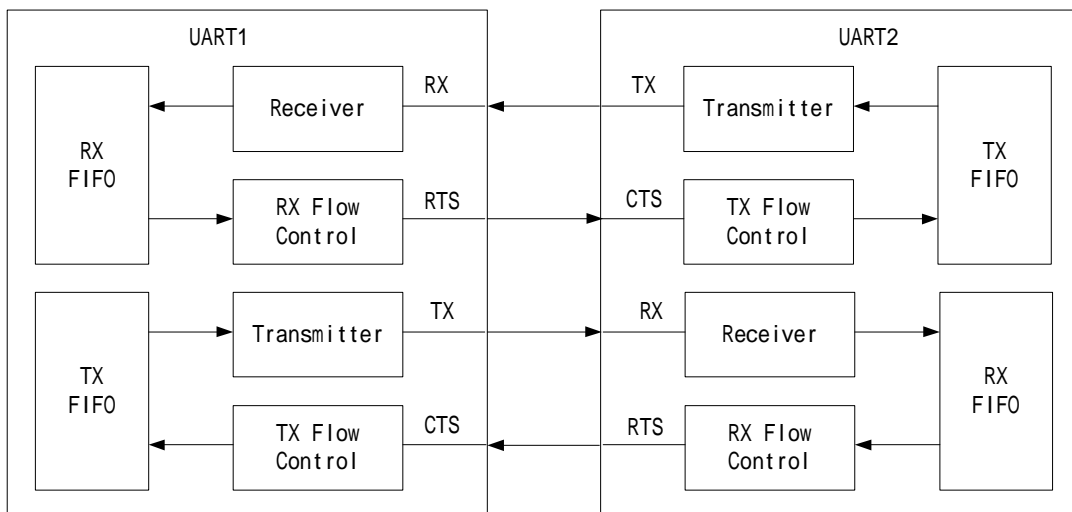 UART1
UART2
RX
FIFO
Receiver
RX
TX
Transmitter
TX
FIFO
RX Flow
Control
RTS
CTS
TX Flow
Control
TX
FIFO
Transmitter
TX
RX
Receiver
RX
FIFO
TX Flow
Control
CTS
RTS
RX Flow
Control